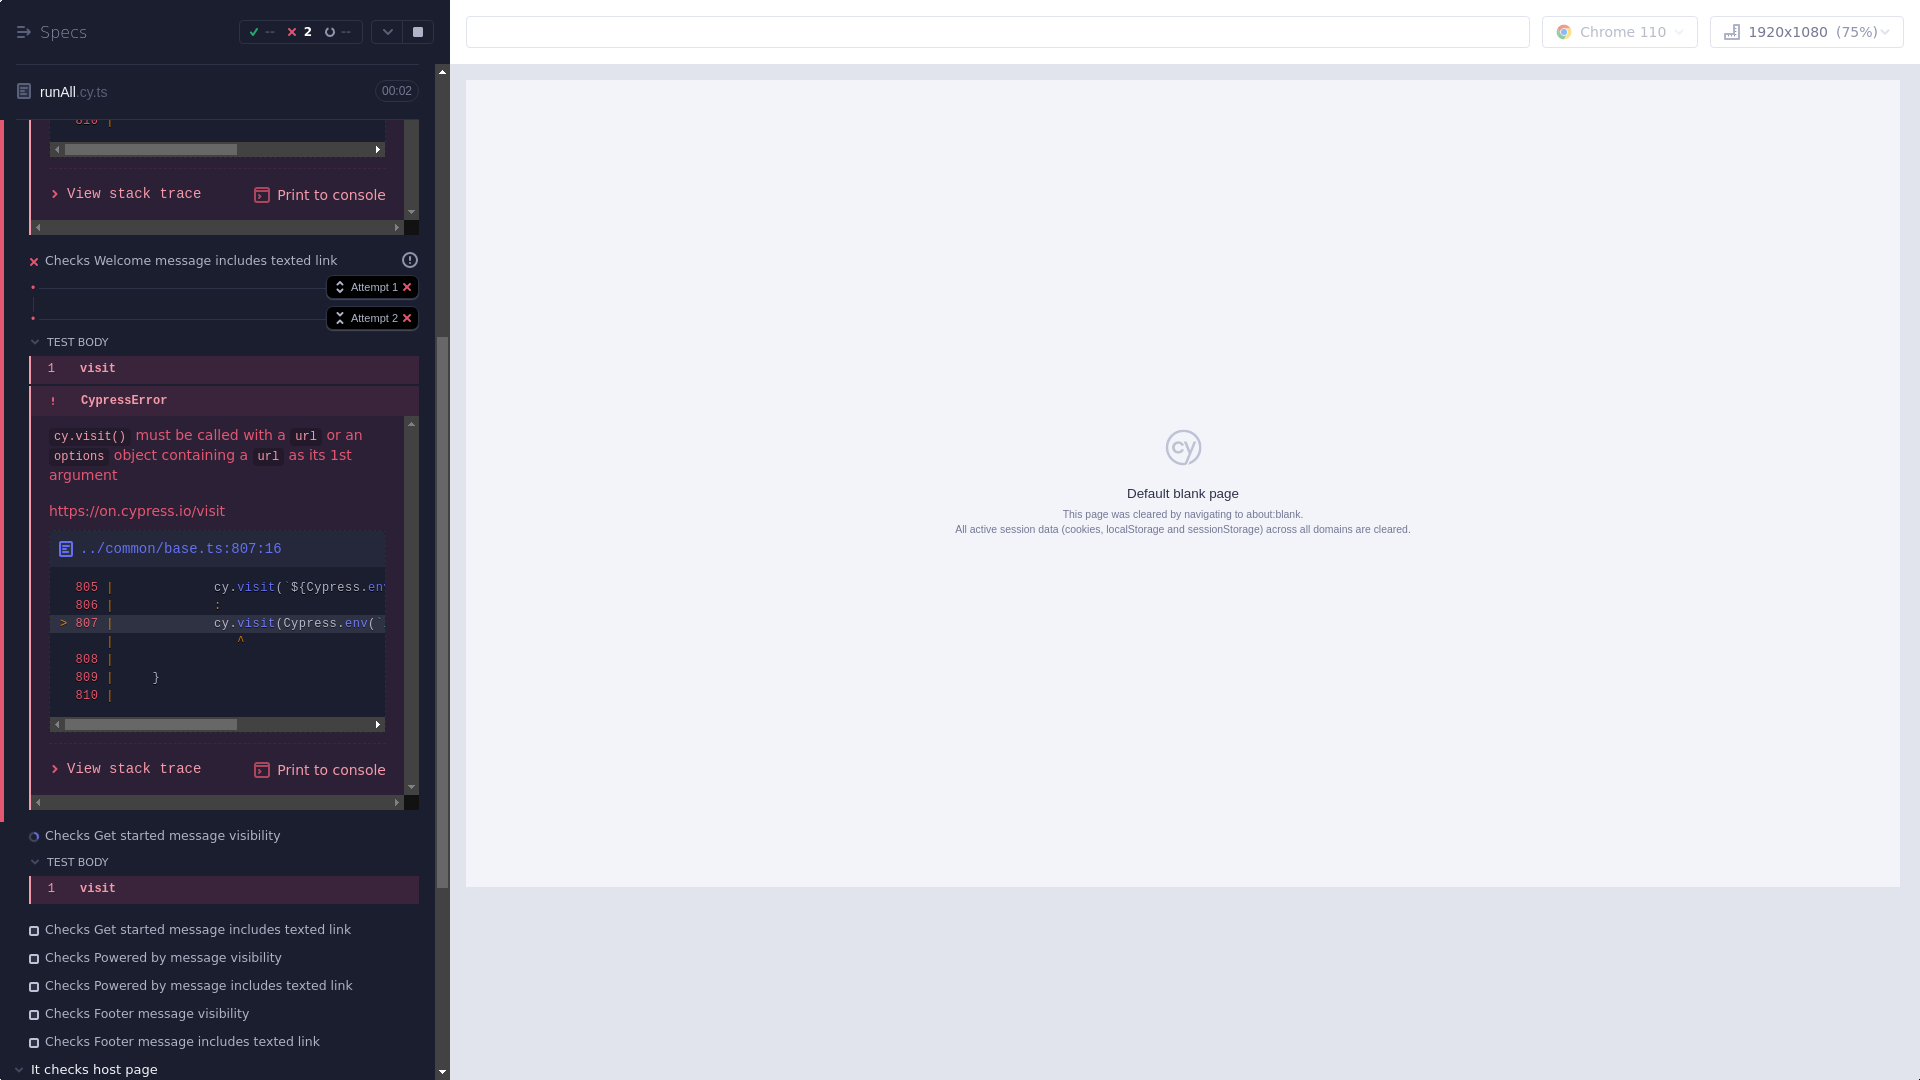 Specs
-- 2 --
Chrome 110
1920x1080 (75%)
runAll.cy.ts
00:02
810 |
View stack trace
Print to console
Checks Welcome message includes texted link
Attempt 1
Attempt 2
TEST BODY
1 visit
! CypressError
cy.visit() must be called with a url or an
options object containing a url as its 1st
argument
https://on.cypress.io/visit
../common/base.ts:807:16
805 | cy.visit(`${Cypress.env
806 | :
> 807 | cy.visit(Cypress.env(`
| ^
808 |
809 | }
810 |
View stack trace
Print to console
Checks Get started message visibility
TEST BODY
1 visit
Checks Get started message includes texted link
Checks Powered by message visibility
Checks Powered by message includes texted link
Checks Footer message visibility
Checks Footer message includes texted link
It checks host page
cy
Default blank page
This page was cleared by navigating to about:blank.
All active session data (cookies, localStorage and sessionStorage) across all domains are cleared.